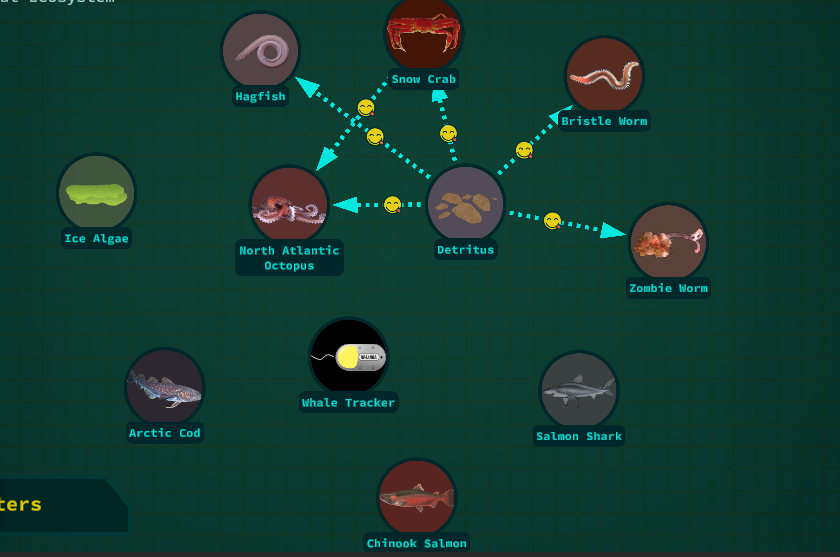 Snow Crab
Hagfish
Bristle Worm
Ice Algae
North Atlantic
Octopus
Detritus
Zombie Worm
Whale Tracker
Arctic Cod
Salmon Shark
Chinook Salmon